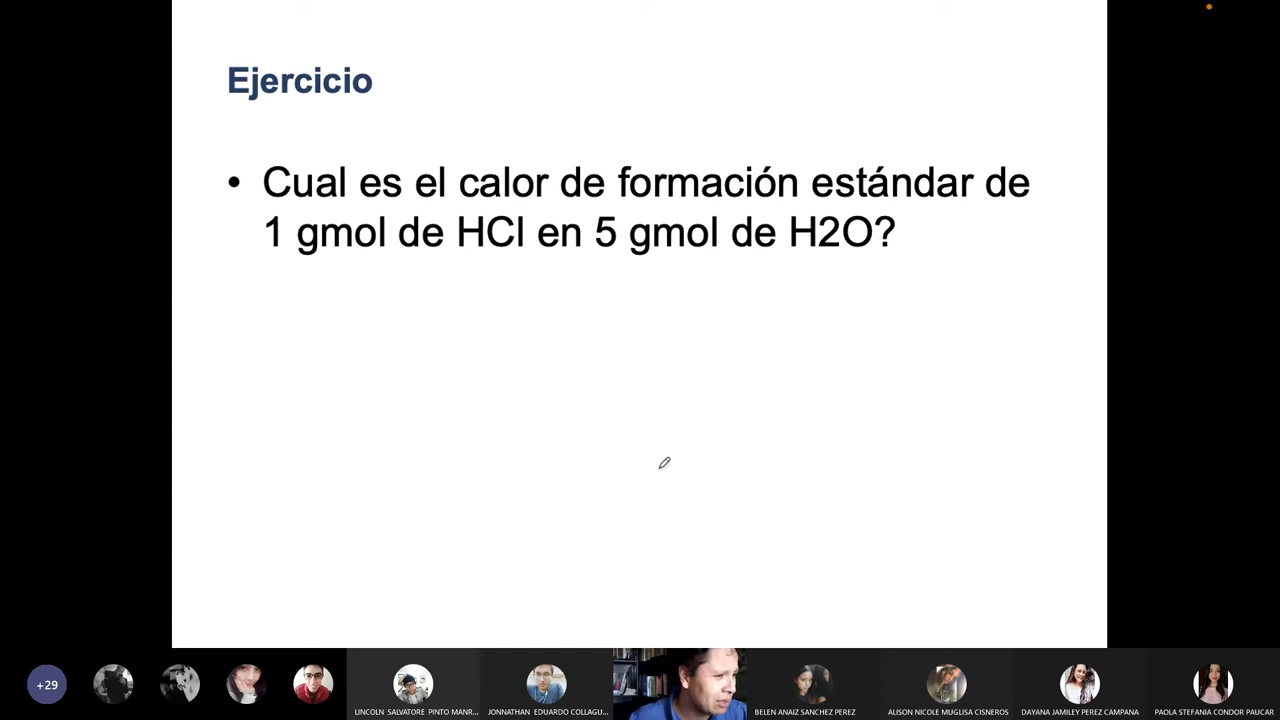 Ejercicio
• Cual es el calor de formación estándar de
1 gmol de HCl en 5 gmol de H2O?
+29
LINCOLN SALVATORE PINTO MANR...
JONNATHAN EDUARDO COLLAGU...
BELEN ANAIZ SANCHEZ PEREZ
ALISON NICOLE MUGLISA CISNEROS
DAYANA JAMILEY PEREZ CAMPANA
PAOLA STEFANIA CONDOR PAUCAR